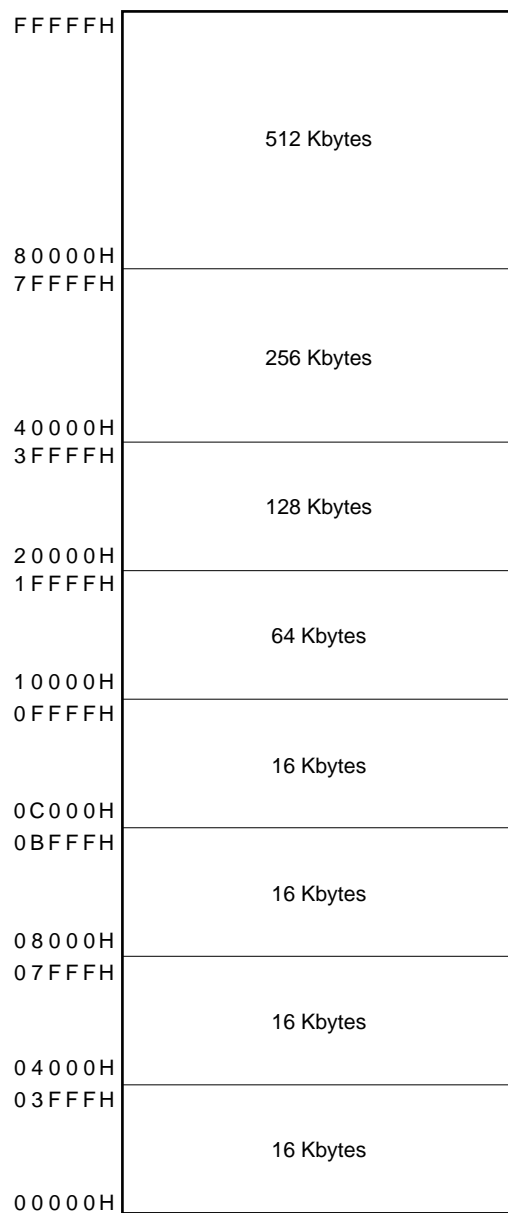 FFFFFH
512 Kbytes
80000H
7FFFFH
256 Kbytes
40000H
3FFFFH
128 Kbytes
20000H
1FFFFH
64 Kbytes
10000H
0FFFFH
16 Kbytes
0C000H
0BFFFH
16 Kbytes
08000H
07FFFH
16 Kbytes
04000H
03FFFH
16 Kbytes
00000H